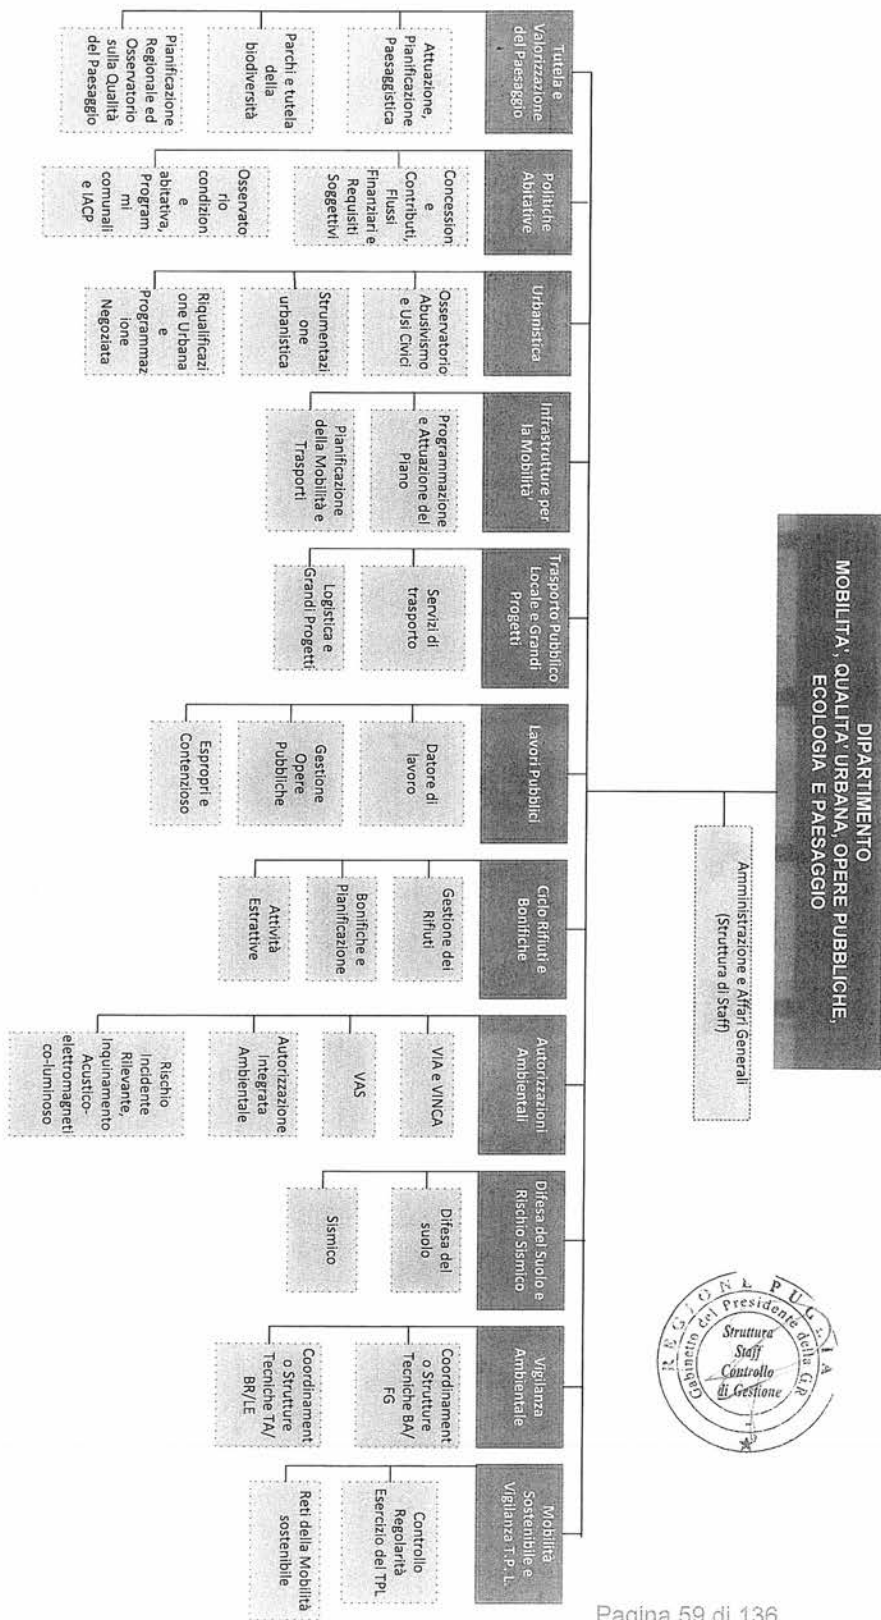 DIPARTIMENTO
MOBILITA', QUALITA' URBANA, OPERE PUBBLICHE,
ECOLOGIA E PAESAGGIO
Amministrazione e Affari Generali
(Struttura di Staff)
REGIONE PUGLIA
Gabinetto del Presidente della GR
Struttura
Staff
Controllo
di Gestione
Tutela e
Valorizzazione
del Paesaggio
Attuazione,
Pianificazione
Paesaggistica
Parchi e tutela
della
biodiversità
Pianificazione
Regionale ed
Osservatorio
sulla Qualità
del Paesaggio
Politiche
Abitative
Concession
e
Contributi,
Flussi
Finanziari e
Requisiti
Soggettivi
Osservato
rio
condizion
e
abitativa,
Program
mi
comunali
e IACP
Urbanistica
Osservatorio
Abusivismo
e Usi Civici
Strumentazi
one
urbanistica
Riqualificazi
one Urbana
e
Programmaz
ione
Negoziata
Infrastrutture per
la Mobilità'
Programmazione
e Attuazione del
Piano
Pianificazione
della Mobilità e
Trasporti
Trasporto Pubblico
Locale e Grandi
Progetti
Servizi di
trasporto
Logistica e
Grandi Progetti
Lavori Pubblici
Datore di
lavoro
Gestione
Opere
Pubbliche
Espropri e
Contenzioso
Ciclo Rifiuti e
Bonifiche
Gestione dei
Rifiuti
Bonifiche e
Pianificazione
Attività
Estrattive
Autorizzazioni
Ambientali
VIA e VINCA
VAS
Autorizzazione
Integrata
Ambientale
Rischio
Incidente
Rilevante,
Inquinamento
Acustico-
elettromagneti
co-luminoso
Difesa del Suolo e
Rischio Sismico
Difesa del
suolo
Sismico
Vigilanza
Ambientale
Coordinament
o Strutture
Tecniche BA/
FG
Coordinament
o Strutture
Tecniche TA/
BR/LE
Mobilità
Sostenibile e
Vigilanza T.P. L.
Controllo
Regolarità
Esercizio del TPL
Reti della Mobilità
sostenibile
Pagina 59 di 136